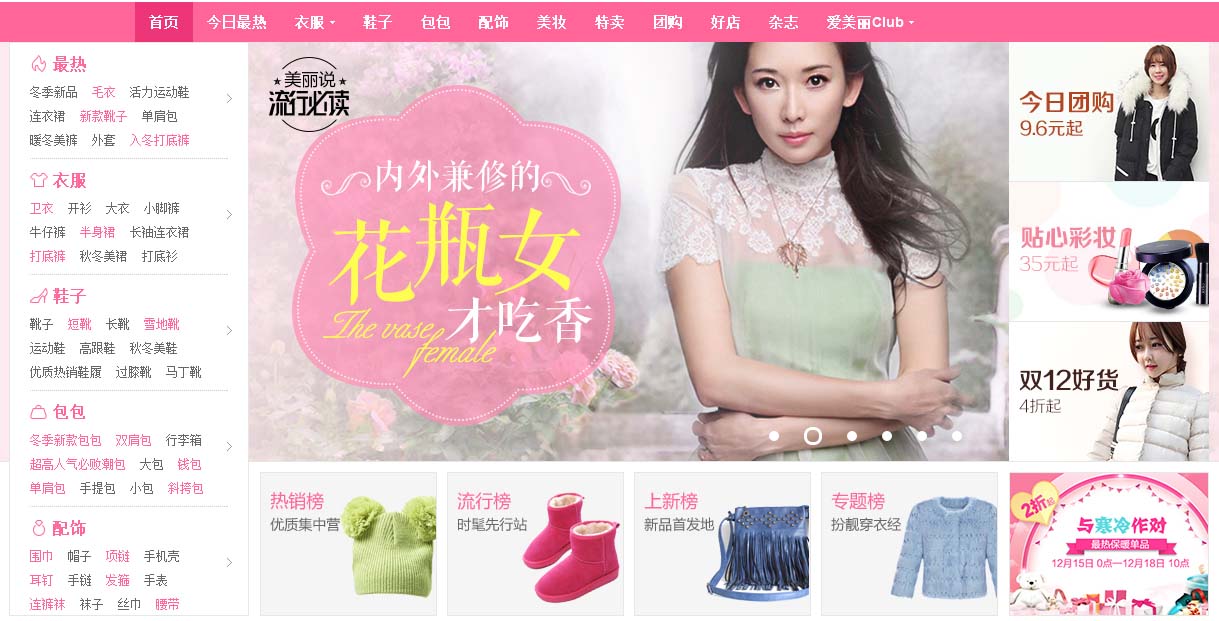 首页 今日最热 衣服 鞋子 包包 配饰 美妆 特卖 团购 好店 杂志 爱美丽Club
最热
冬季新品 毛衣 活力运动鞋
连衣裙 新款靴子 单肩包
暖冬美裤 外套 入冬打底裤
衣服
卫衣 开衫 大衣 小脚裤
牛仔裤 半身裙 长袖连衣裙
打底裤 秋冬美裙 打底衫
鞋子
靴子 短靴 长靴 雪地靴
运动鞋 高跟鞋 秋冬美鞋
优质热销鞋履 过膝靴 马丁靴
包包
冬季新款包包 双肩包 行李箱
超高人气必败潮包 大包 钱包
单肩包 手提包 小包 斜挎包
配饰
围巾 帽子 项链 手机壳
耳钉 手链 发箍 手表
连裤袜 袜子 丝巾 腰带
美丽说
流行必读
内外兼修的
花瓶女
才吃香
The vase
female
今日团购
9.6元起
贴心彩妆
35元起
双12好货
4折起
热销榜
优质集中营
流行榜
时髦先行站
上新榜
新品首发地
专题榜
扮靓穿衣经
2折起
与寒冷作对
最热保暖单品
12月15日 0点—12月18日 10点